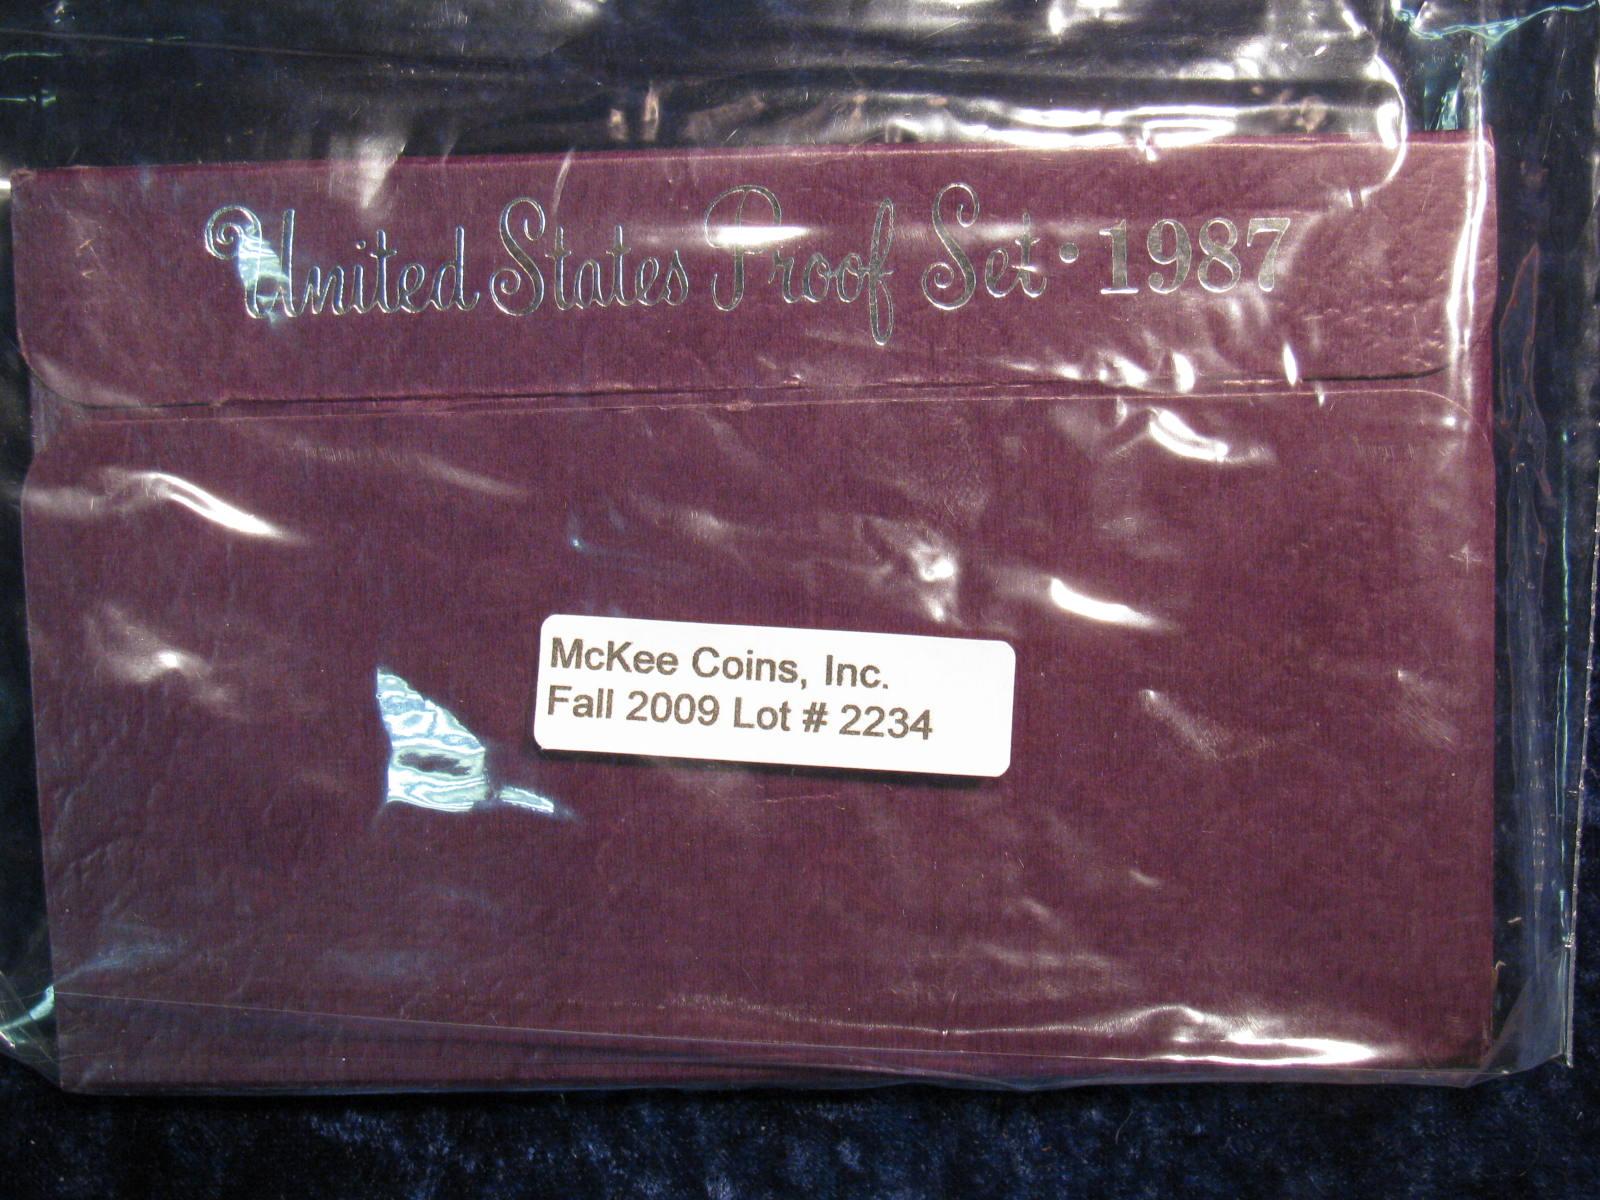 United States Proof Set · 1987
McKee Coins, Inc.
Fall 2009 Lot # 2234